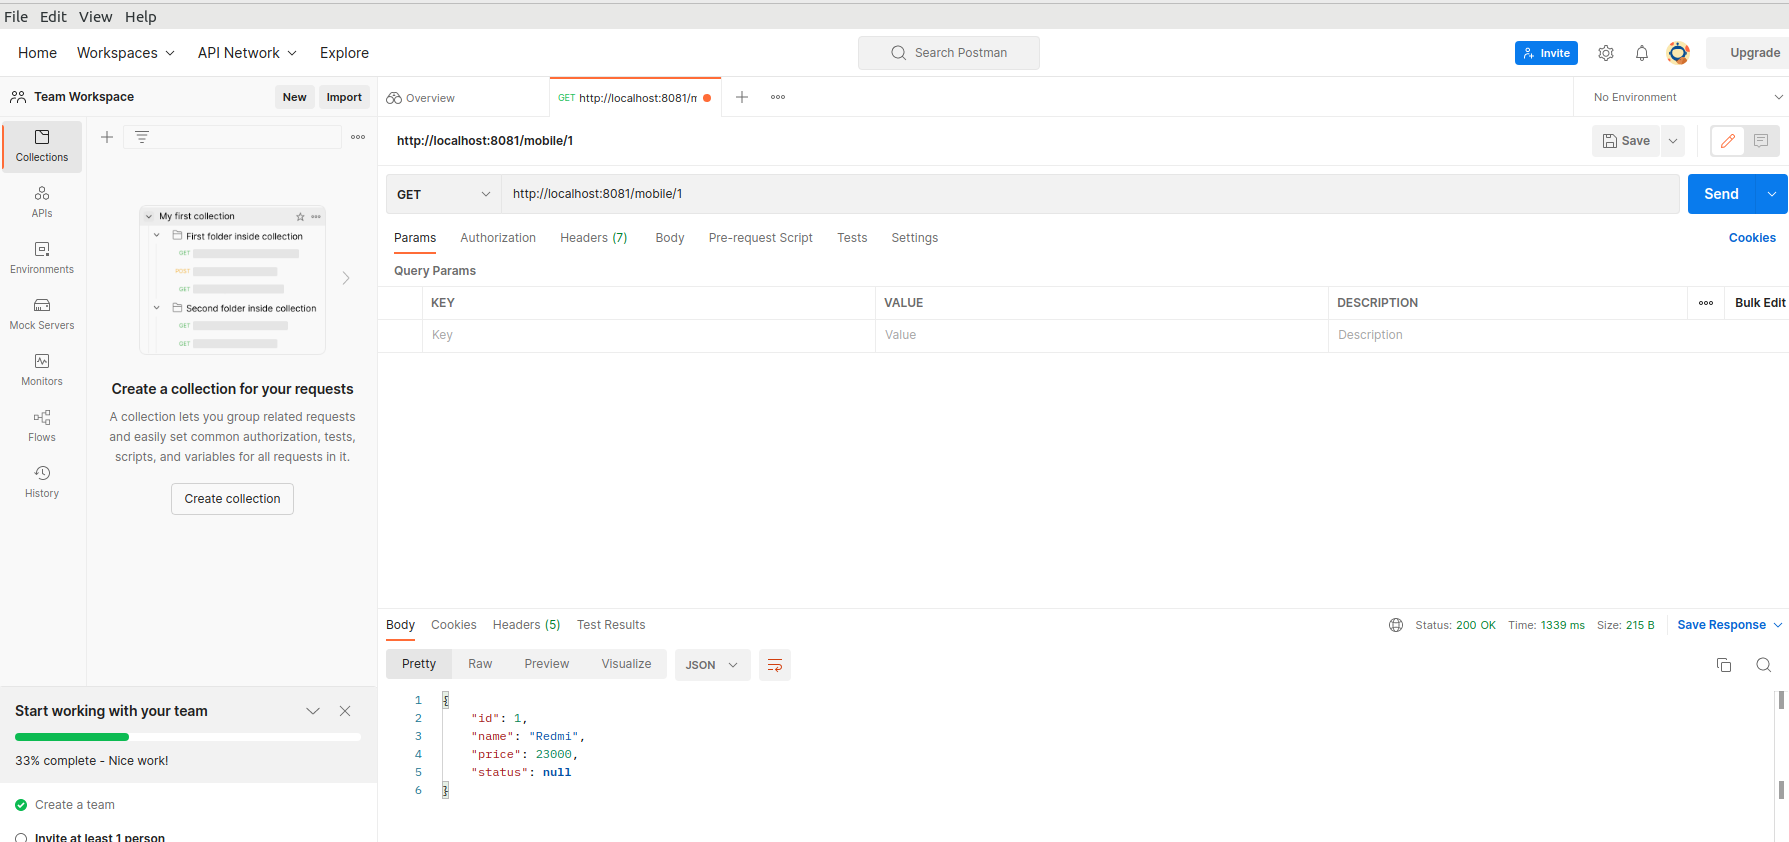 File Edit View Help
Home Workspaces API Network Explore Search Postman Invite Upgrade
Team Workspace New Import Overview GET http://localhost:8081/m No Environment
Collections
http://localhost:8081/mobile/1 Save
GET http://localhost:8081/mobile/1 Send
APIs
Params Authorization Headers (7) Body Pre-request Script Tests Settings Cookies
Environments
Query Params
KEY VALUE DESCRIPTION Bulk Edit
Key Value Description
Mock Servers
Monitors
Flows
History
My first collection
First folder inside collection
GET
POST
GET
Second folder inside collection
GET
GET
Create a collection for your requests
A collection lets you group related requests
and easily set common authorization, tests,
scripts, and variables for all requests in it.
Create collection
Body Cookies Headers (5) Test Results Status: 200 OK Time: 1339 ms Size: 215 B Save Response
Pretty Raw Preview Visualize JSON
1 {
2 "id": 1,
3 "name": "Redmi",
4 "price": 23000,
5 "status": null
6 }
Start working with your team
33% complete - Nice work!
Create a team
Invite at least 1 person